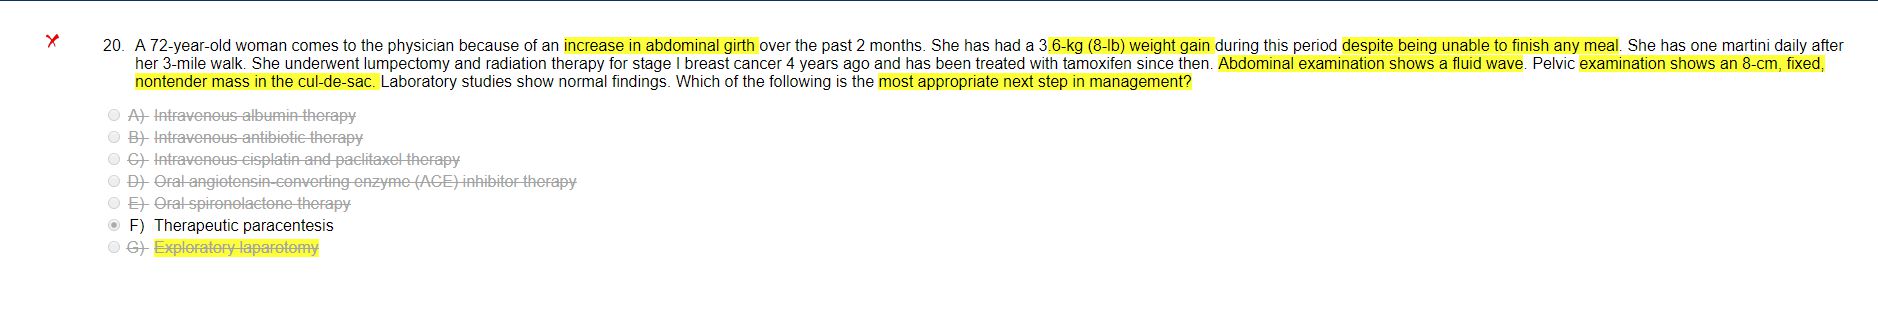 20. A 72-year-old woman comes to the physician because of an increase in abdominal girth over the past 2 months. She has had a 3.6-kg (8-lb) weight gain during this period despite being unable to finish any meal. She has one martini daily after
her 3-mile walk. She underwent lumpectomy and radiation therapy for stage I breast cancer 4 years ago and has been treated with tamoxifen since then. Abdominal examination shows a fluid wave. Pelvic examination shows an 8-cm, fixed,
nontender mass in the cul-de-sac. Laboratory studies show normal findings. Which of the following is the most appropriate next step in management?
A) Intravenous albumin therapy
B) Intravenous antibiotic therapy
C) Intravenous cisplatin and paclitaxel therapy
D) Oral angiotensin-converting enzyme (ACE) inhibitor therapy
E) Oral spironolactone therapy
F) Therapeutic paracentesis
G) Exploratory laparotomy